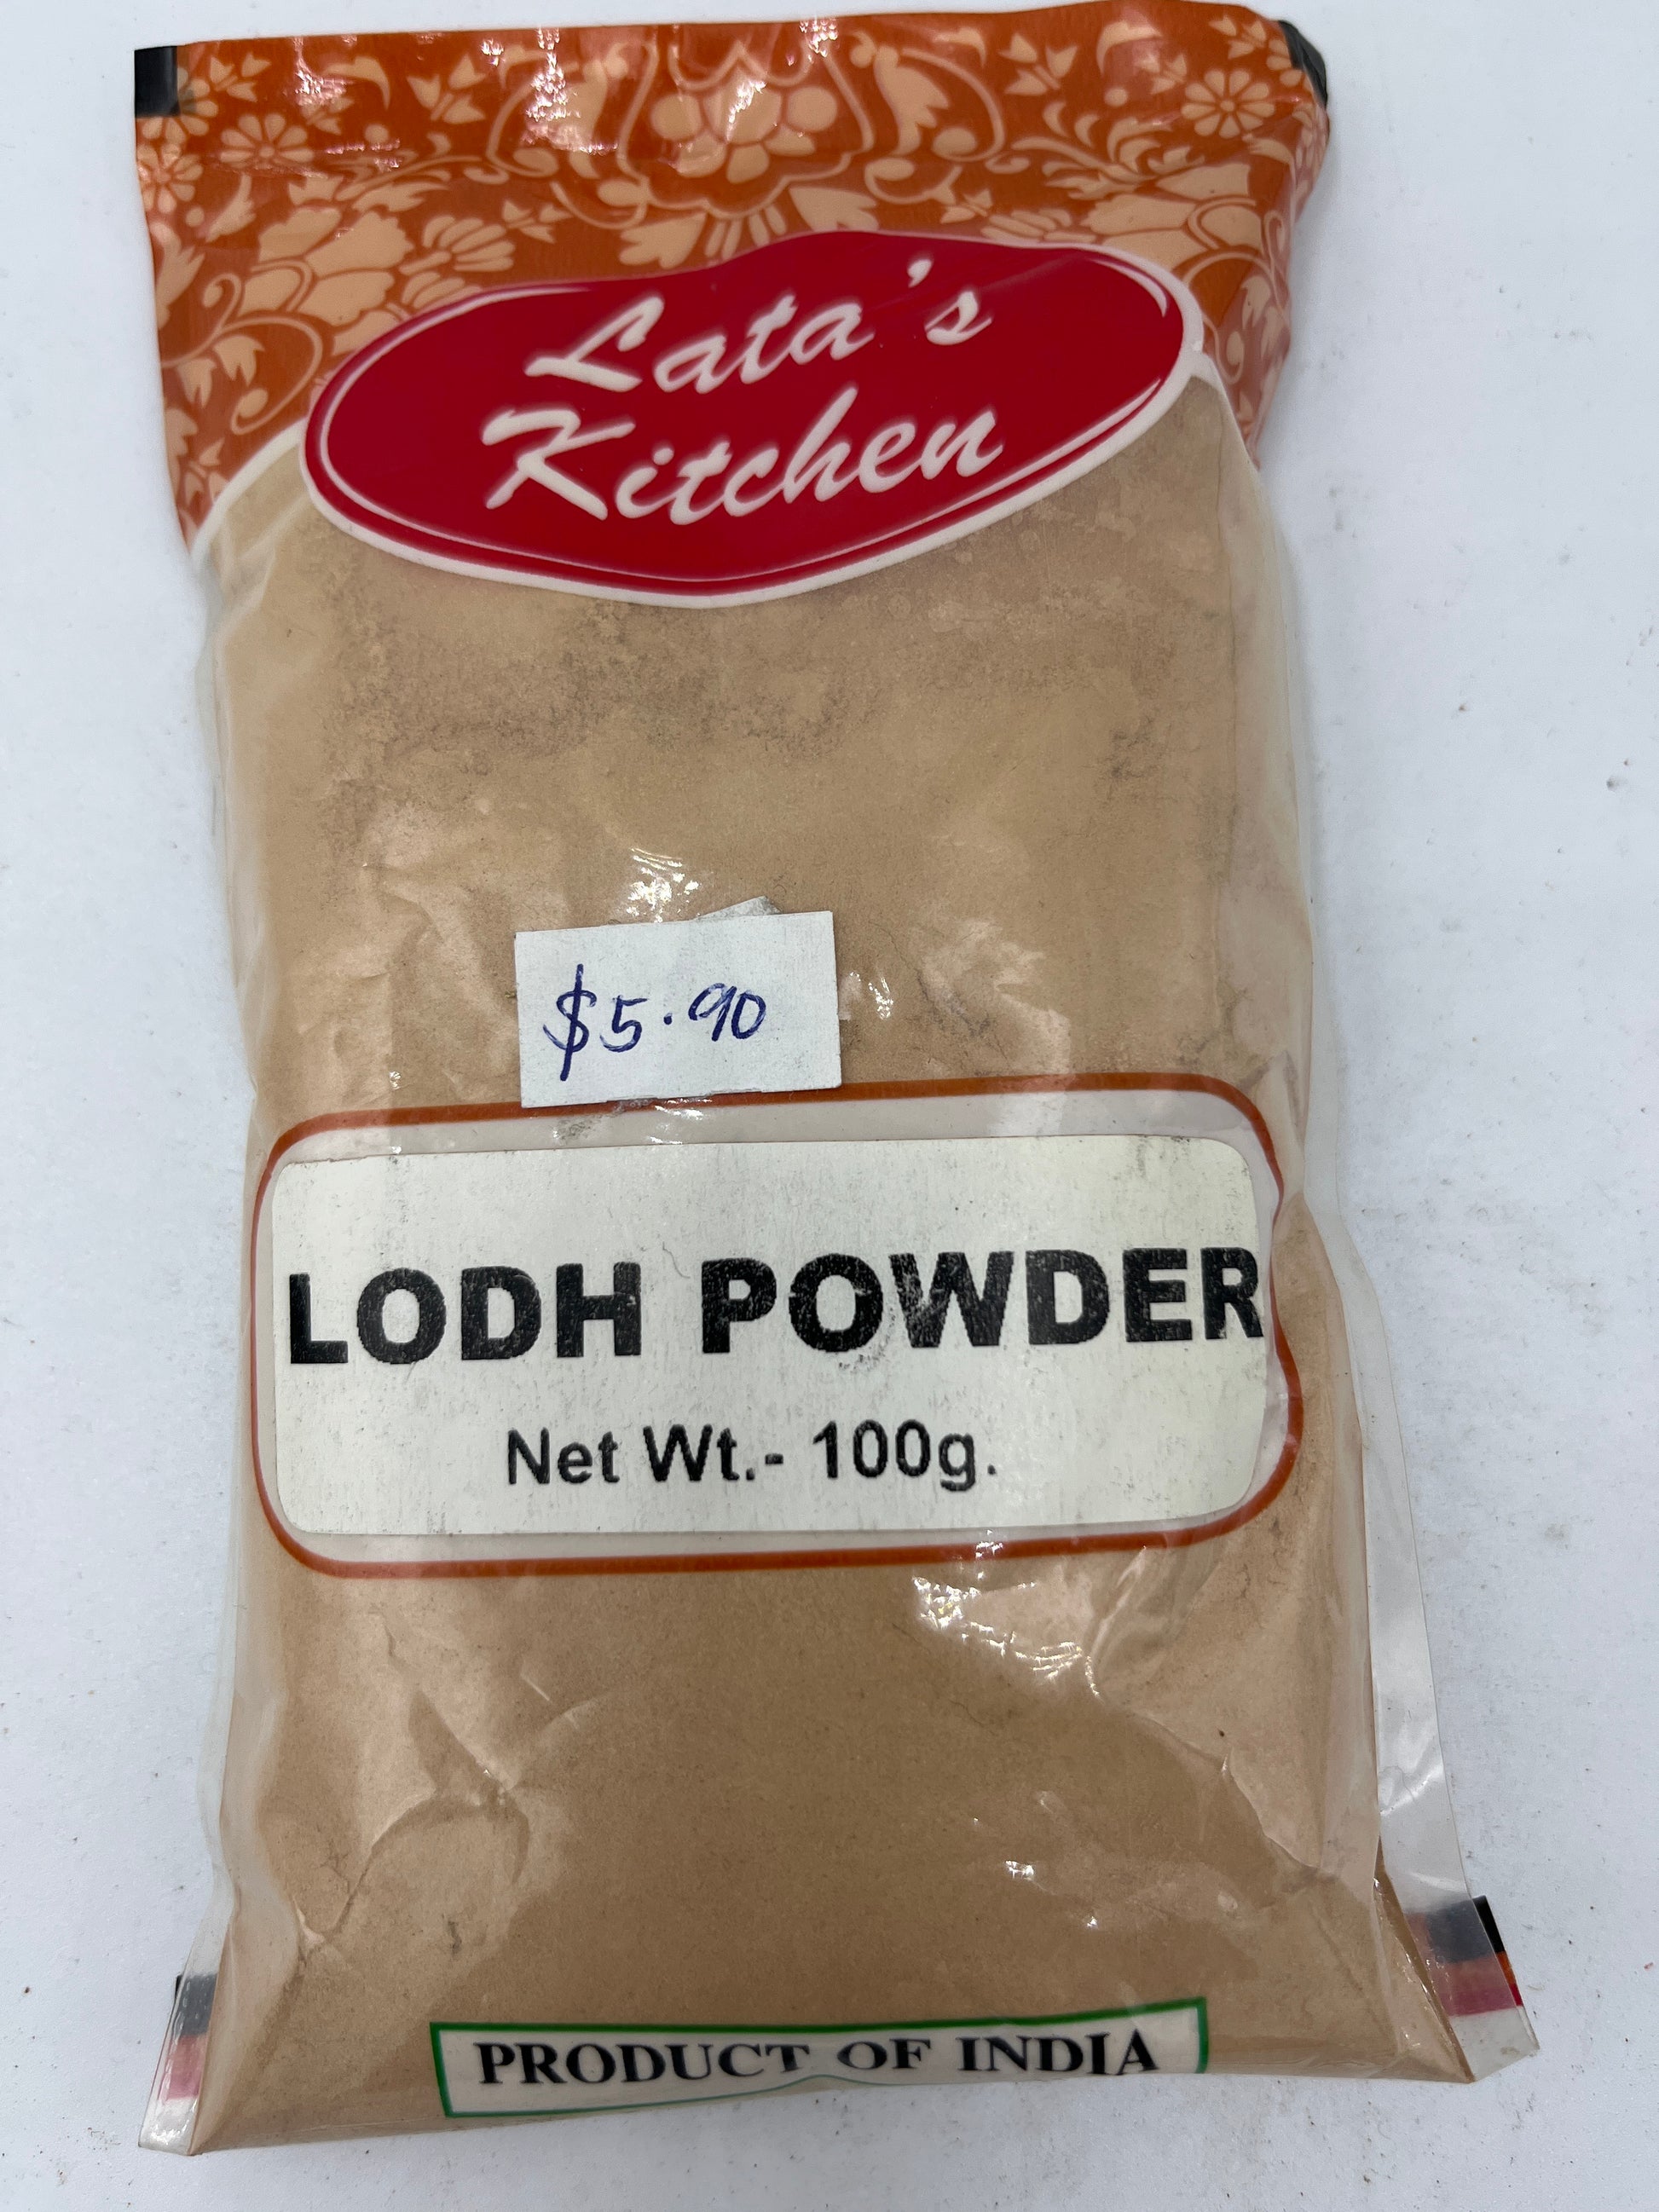 Lata's
Kitchen
$5.90
LODH POWDER
Net Wt.- 100g.
PRODUCT OF INDIA